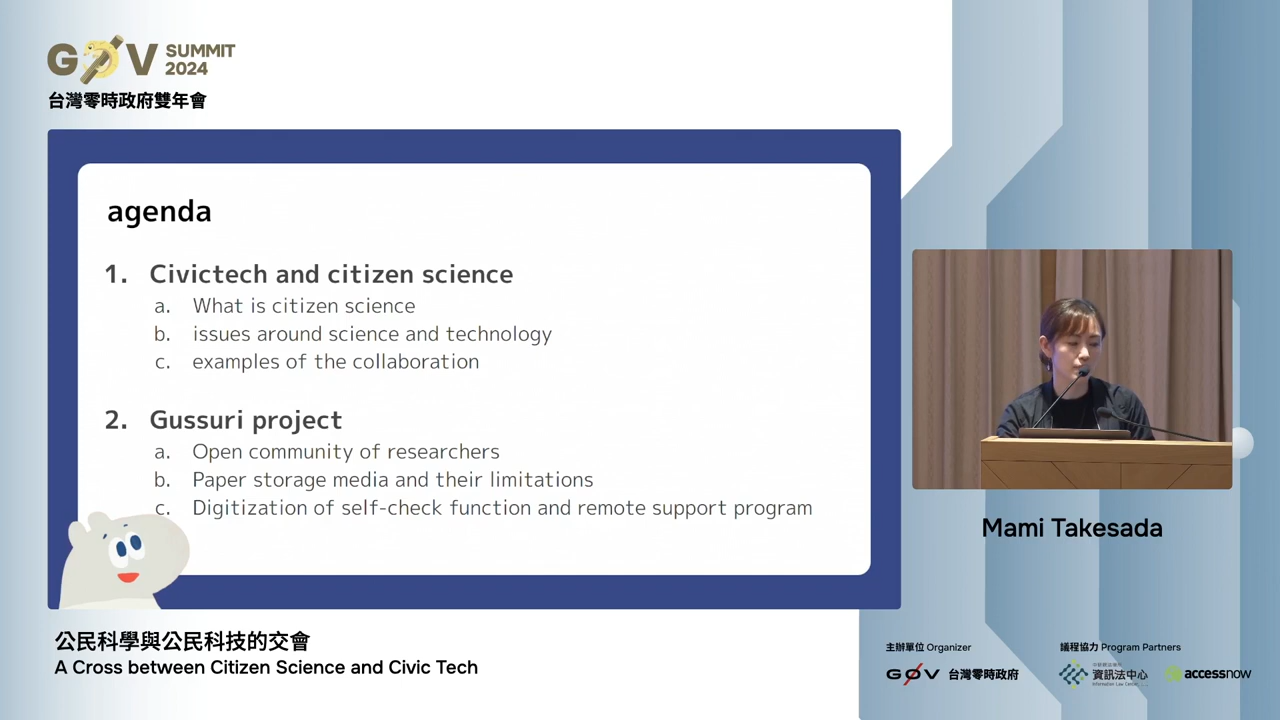 GØV SUMMIT
2024
台灣零時政府雙年會
agenda
1. Civictech and citizen science
a. What is citizen science
b. issues around science and technology
c. examples of the collaboration
2. Gussuri project
a. Open community of researchers
b. Paper storage media and their limitations
c. Digitization of self-check function and remote support program
Mami Takesada
公民科學與公民科技的交會
A Cross between Citizen Science and Civic Tech
主辦單位 Organizer
GØV 台灣零時政府
議程協力 Program Partners
資訊法中心
Information Law Center
accessnow